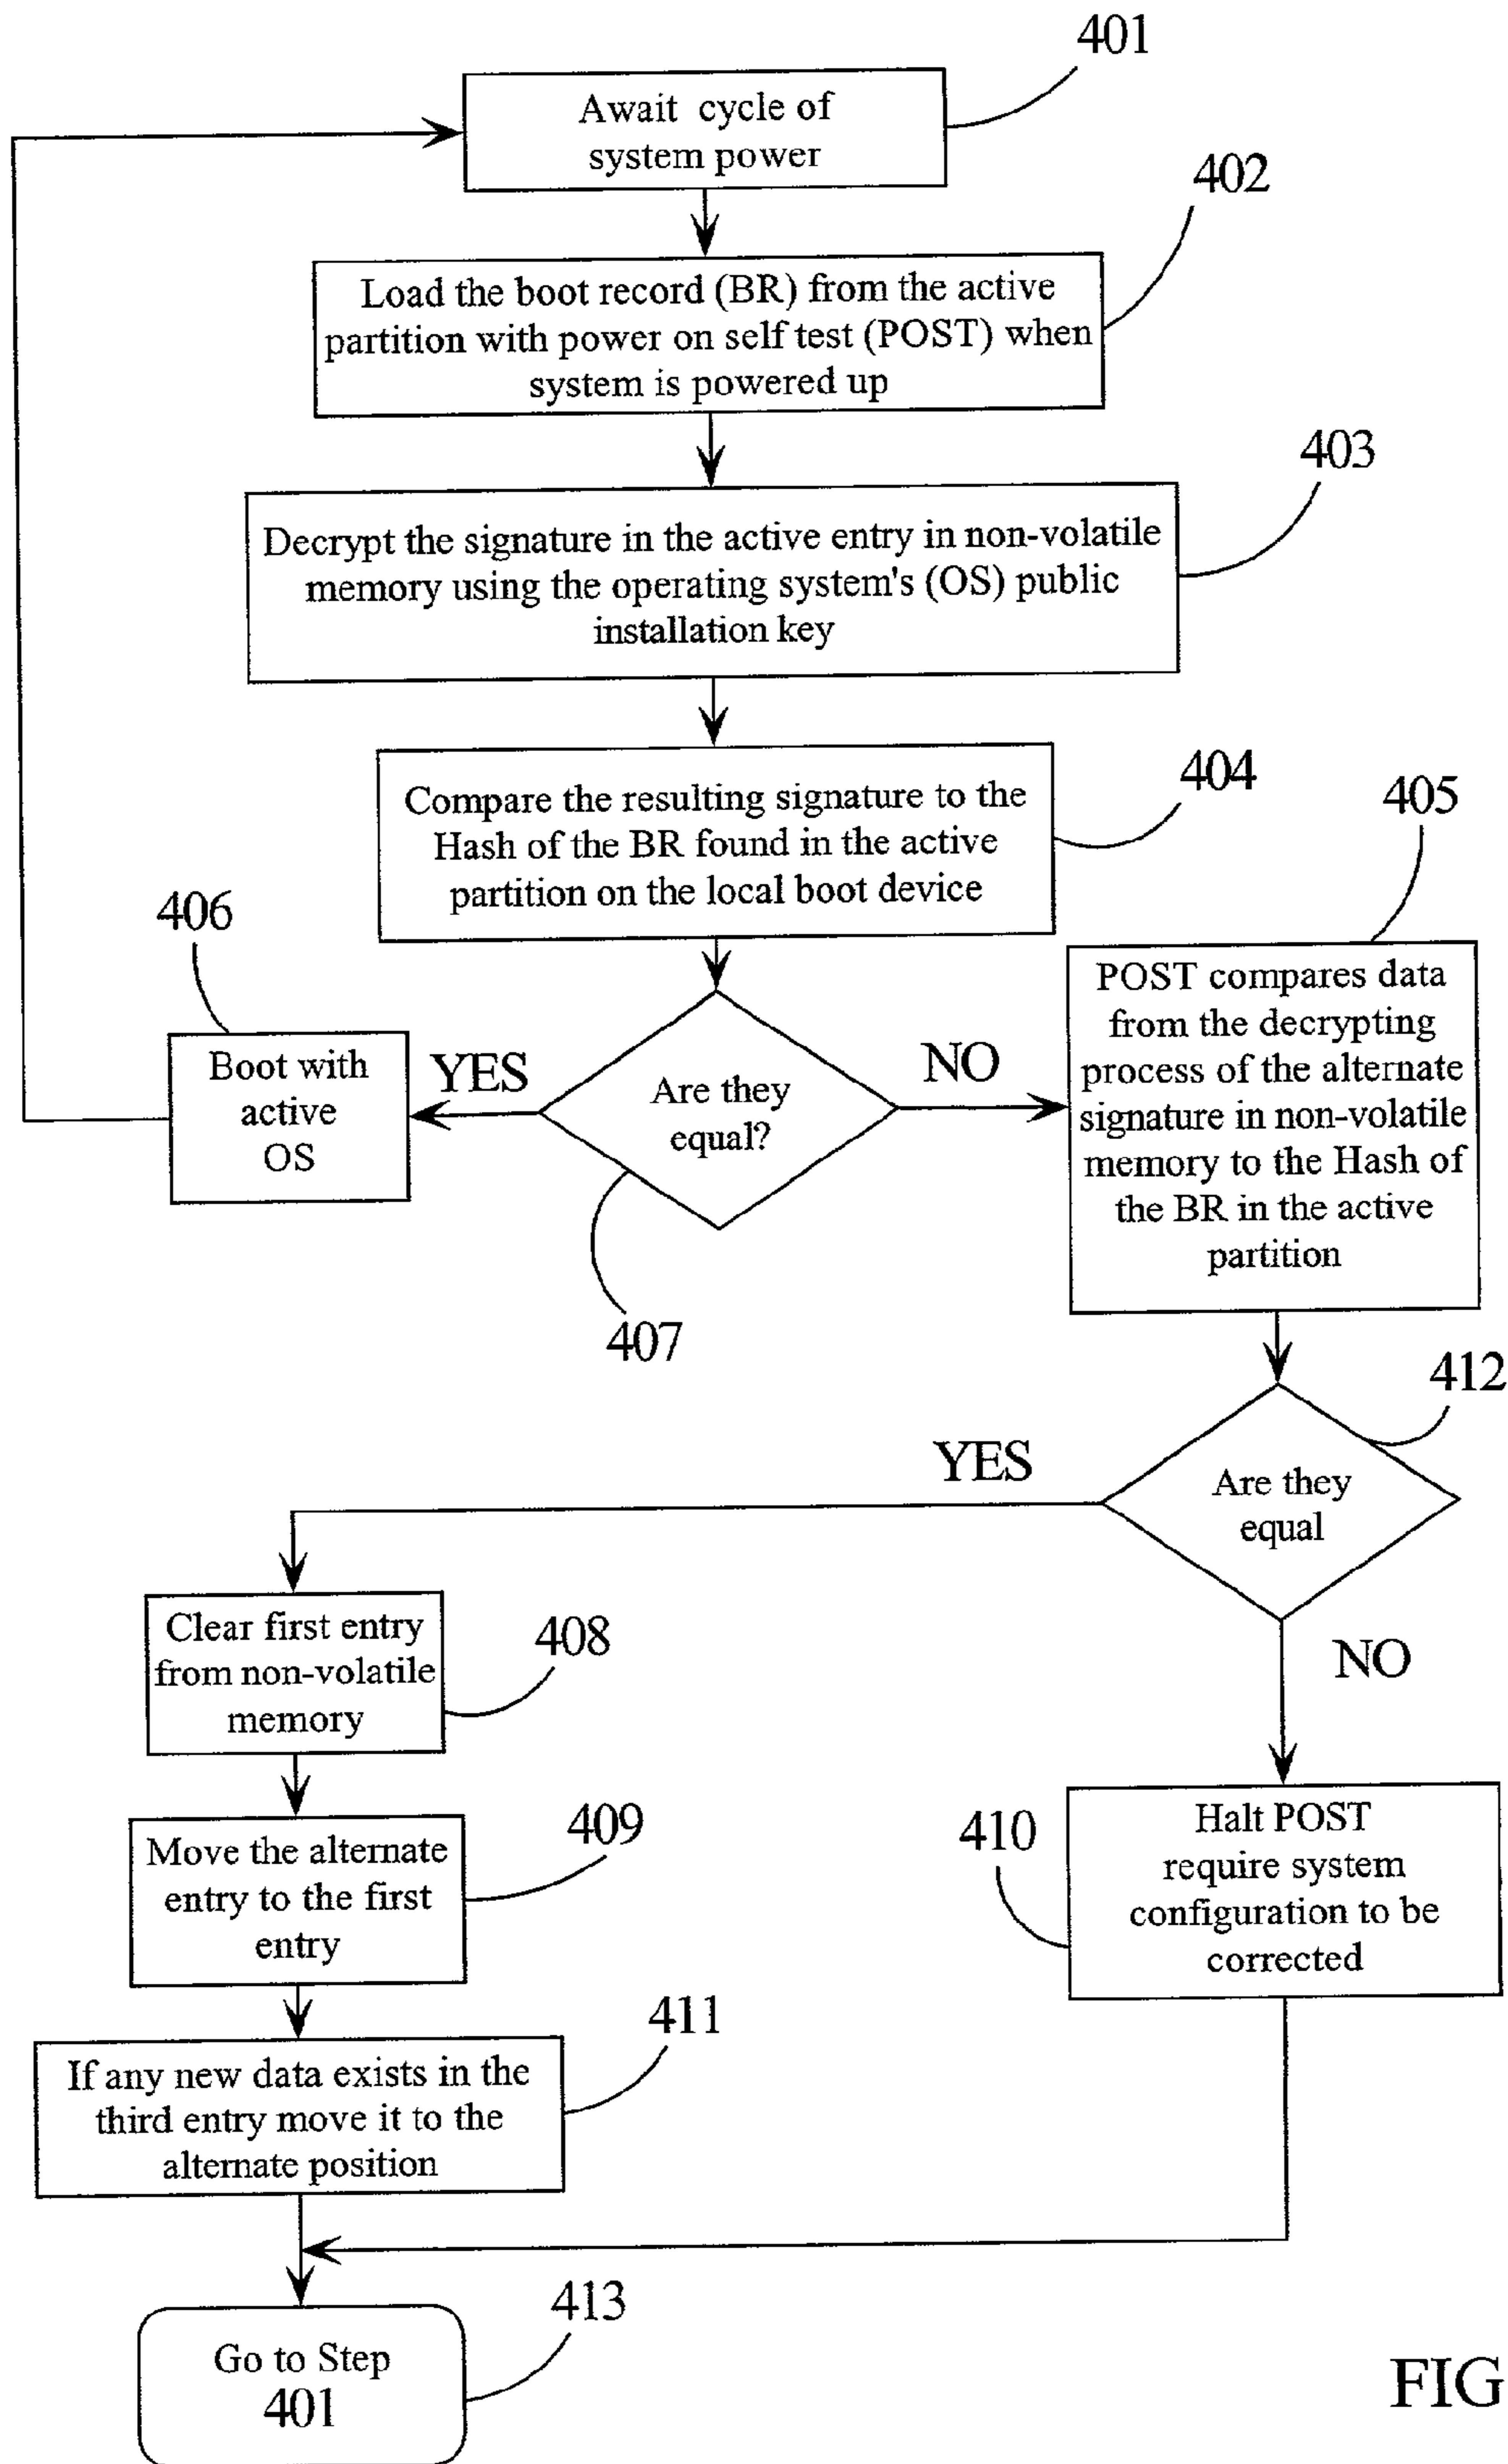 401
Await cycle of
system power
402
Load the boot record (BR) from the active
partition with power on self test (POST) when
system is powered up
403
Decrypt the signature in the active entry in non-volatile
memory using the operating system's (OS) public
installation key
404
Compare the resulting signature to the
Hash of the BR found in the active
partition on the local boot device
405
406
POST compares data
from the decrypting
process of the alternate
signature in non-volatile
memory to the Hash of
the BR in the active
partition
Boot with
active
OS
YES
Are they
equal?
NO
407
412
YES
Are they
equal
NO
Clear first entry
from non-volatile
memory
408
Move the alternate
entry to the first
entry
409
410
Halt POST
require system
configuration to be
corrected
If any new data exists in the
third entry move it to the
alternate position
411
413
Go to Step
401
FIG